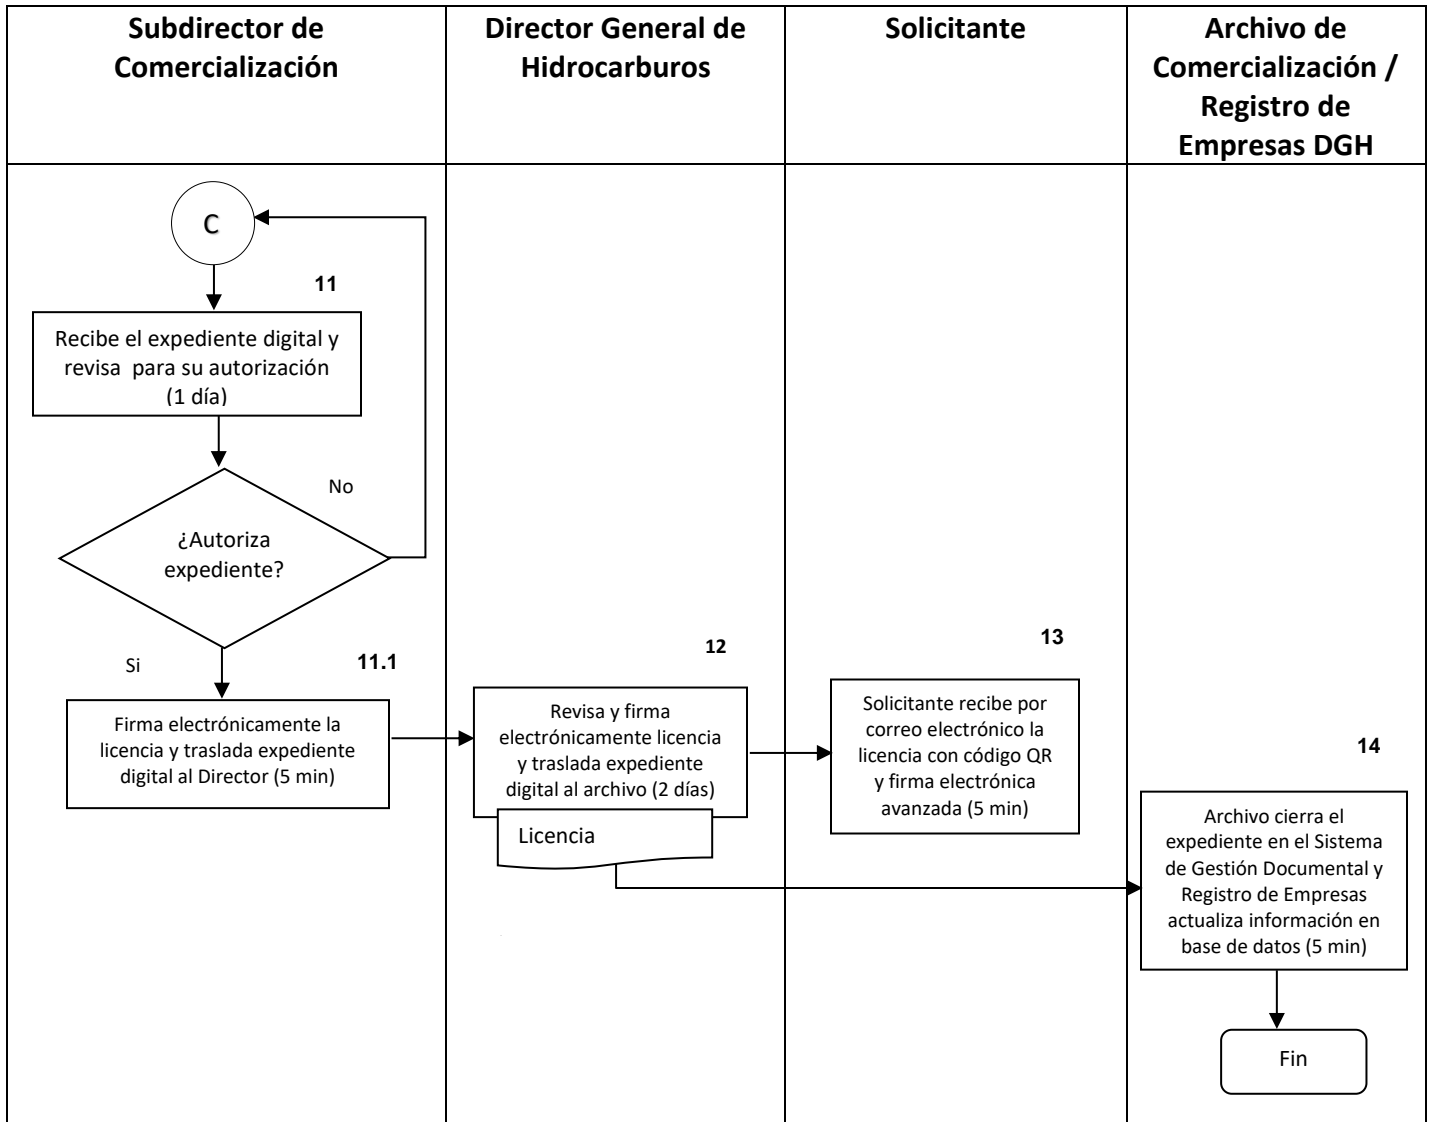 Subdirector de
Comercialización
Director General de
Hidrocarburos
Solicitante
Archivo de
Comercialización /
Registro de
Empresas DGH
C
11
Recibe el expediente digital y
revisa para su autorización
(1 día)
No
¿Autoriza
expediente?
Si
11.1
Firma electrónicamente la
licencia y traslada expediente
digital al Director (5 min)
12
Revisa y firma
electrónicamente licencia
y traslada expediente
digital al archivo (2 días)
Licencia
13
Solicitante recibe por
correo electrónico la
licencia con código QR
y firma electrónica
avanzada (5 min)
14
Archivo cierra el
expediente en el Sistema
de Gestión Documental y
Registro de Empresas
actualiza información en
base de datos (5 min)
Fin